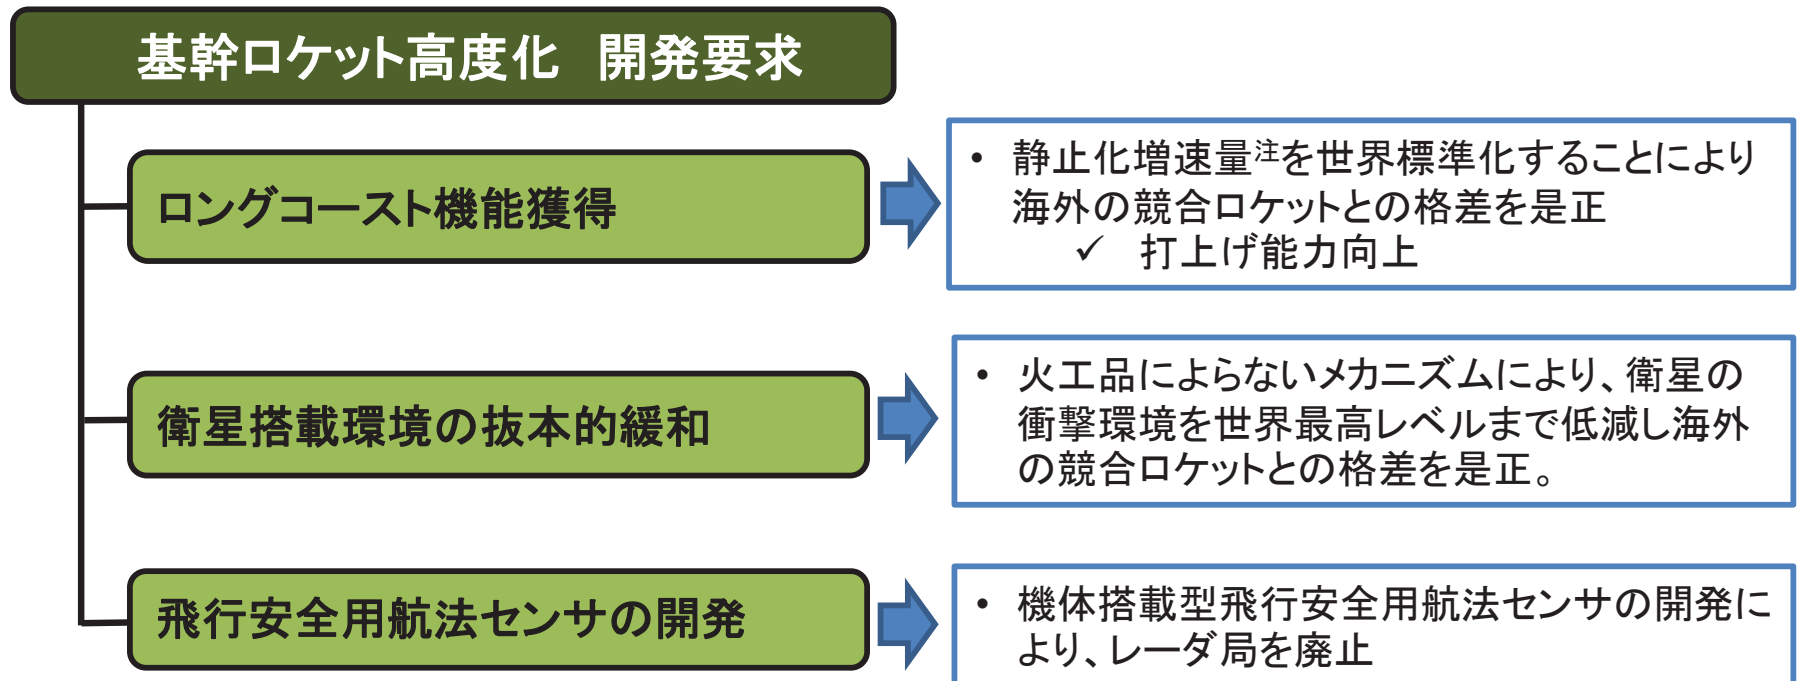 基幹ロケット高度化　開発要求
ロングコースト機能獲得
• 静止化増速量注を世界標準化することにより
海外の競合ロケットとの格差を是正
✓ 打上げ能力向上
衛星搭載環境の抜本的緩和
• 火工品によらないメカニズムにより、衛星の
衝撃環境を世界最高レベルまで低減し海外
の競合ロケットとの格差を是正。
飛行安全用航法センサの開発
• 機体搭載型飛行安全用航法センサの開発に
より、レーダ局を廃止